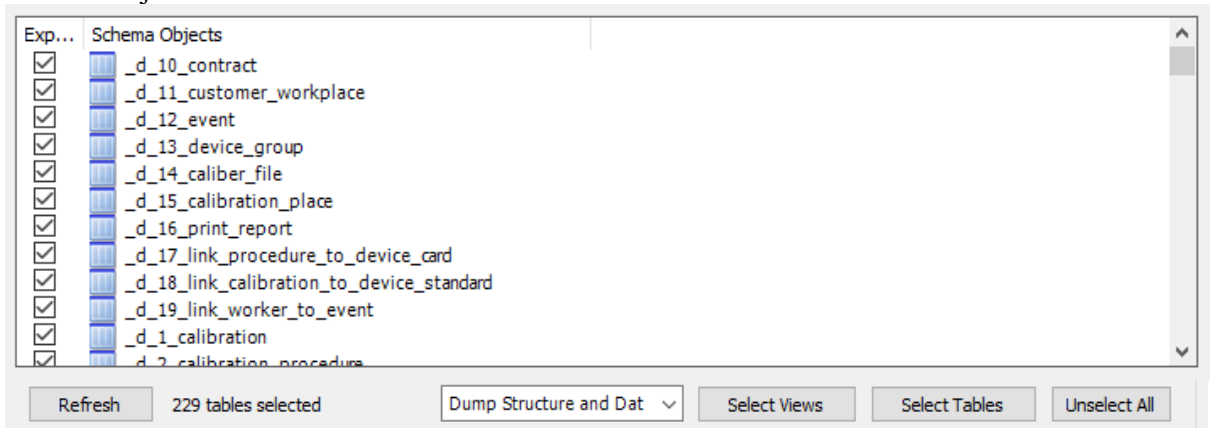 Exp... Schema Objects
_d_10_contract
_d_11_customer_workplace
_d_12_event
_d_13_device_group
_d_14_caliber_file
_d_15_calibration_place
_d_16_print_report
_d_17_link_procedure_to_device_card
_d_18_link_calibration_to_device_standard
_d_19_link_worker_to_event
_d_1_calibration
_d_2_calibration_procedure
Refresh 229 tables selected Dump Structure and Dat Select Views Select Tables Unselect All